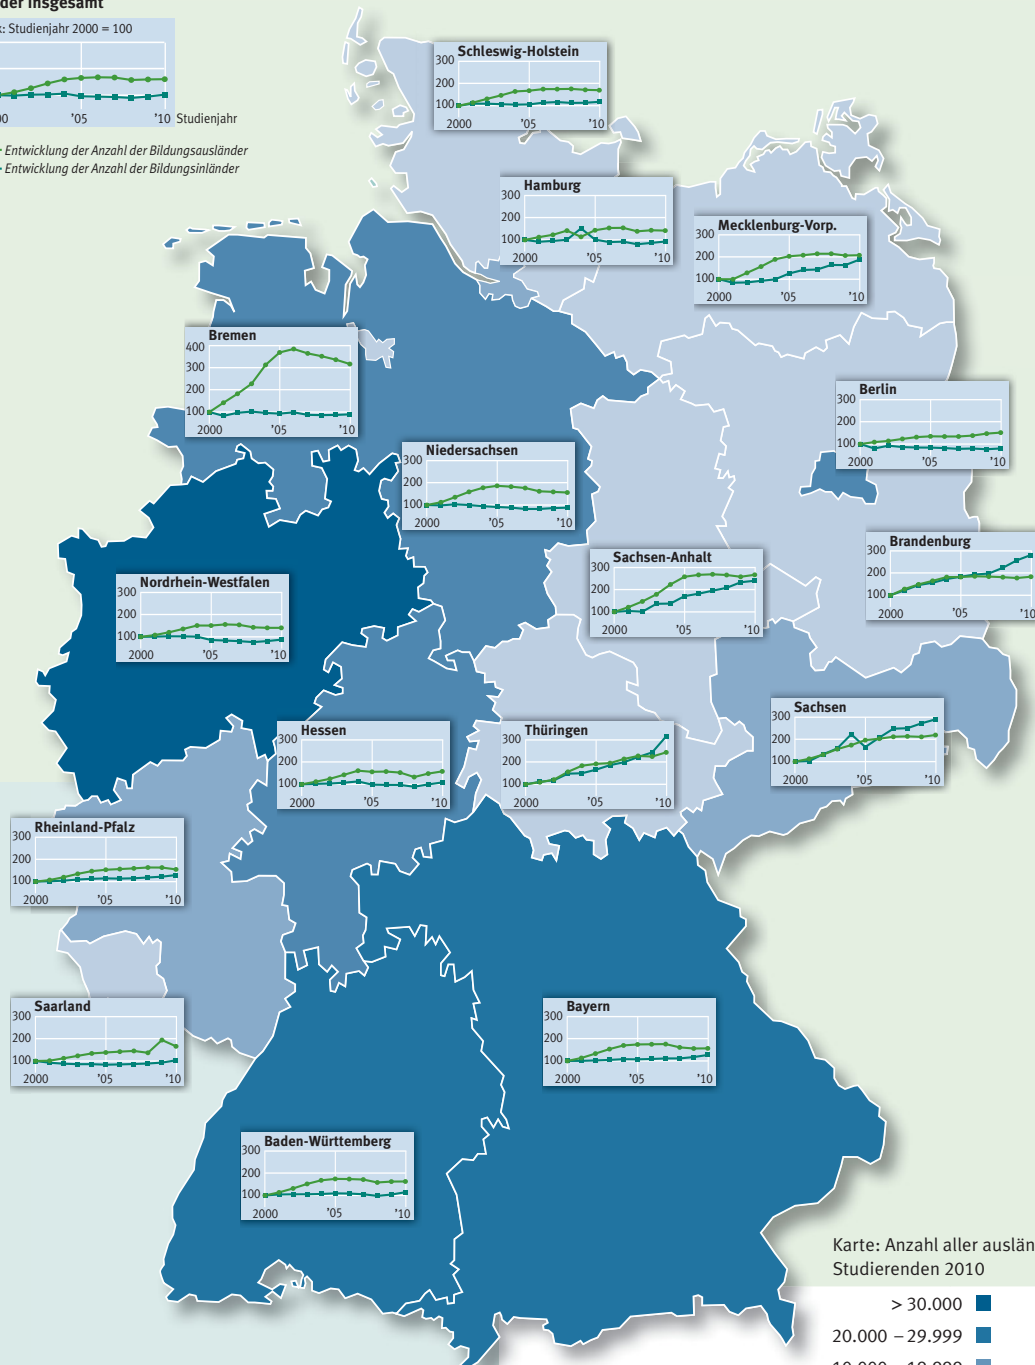 der insgesamt
x: Studienjahr 2000 = 100
00 '05 '10 Studienjahr
Entwicklung der Anzahl der Bildungsausländer
Entwicklung der Anzahl der Bildungsinländer
Schleswig-Holstein
300
200
100
2000 '05 '10
Hamburg
300
200
100
2000 '05 '10
Mecklenburg-Vorp.
300
200
100
2000 '05 '10
Bremen
400
300
200
100
2000 '05 '10
Berlin
300
200
100
2000 '05 '10
Niedersachsen
300
200
100
2000 '05 '10
Brandenburg
300
200
100
2000 '05 '10
Sachsen-Anhalt
300
200
100
2000 '05 '10
Nordrhein-Westfalen
300
200
100
2000 '05 '10
Sachsen
300
200
100
2000 '05 '10
Hessen
300
200
100
2000 '05 '10
Thüringen
300
200
100
2000 '05 '10
Rheinland-Pfalz
300
200
100
2000 '05 '10
Saarland
300
200
100
2000 '05 '10
Bayern
300
200
100
2000 '05 '10
Baden-Württemberg
300
200
100
2000 '05 '10
Karte: Anzahl aller auslän
Studierenden 2010
> 30.000
20.000 – 29.999